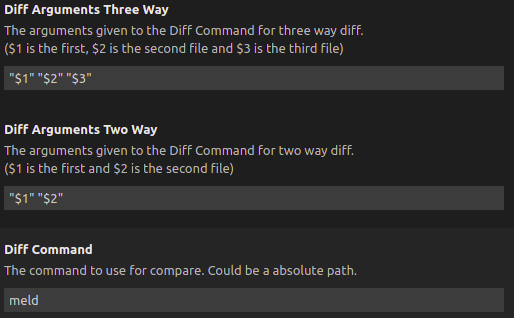 Diff Arguments Three Way
The arguments given to the Diff Command for three way diff.
($1 is the first, $2 is the second file and $3 is the third file)
"$1" "$2" "$3"
Diff Arguments Two Way
The arguments given to the Diff Command for two way diff.
($1 is the first and $2 is the second file)
"$1" "$2"
Diff Command
The command to use for compare. Could be a absolute path.
meld